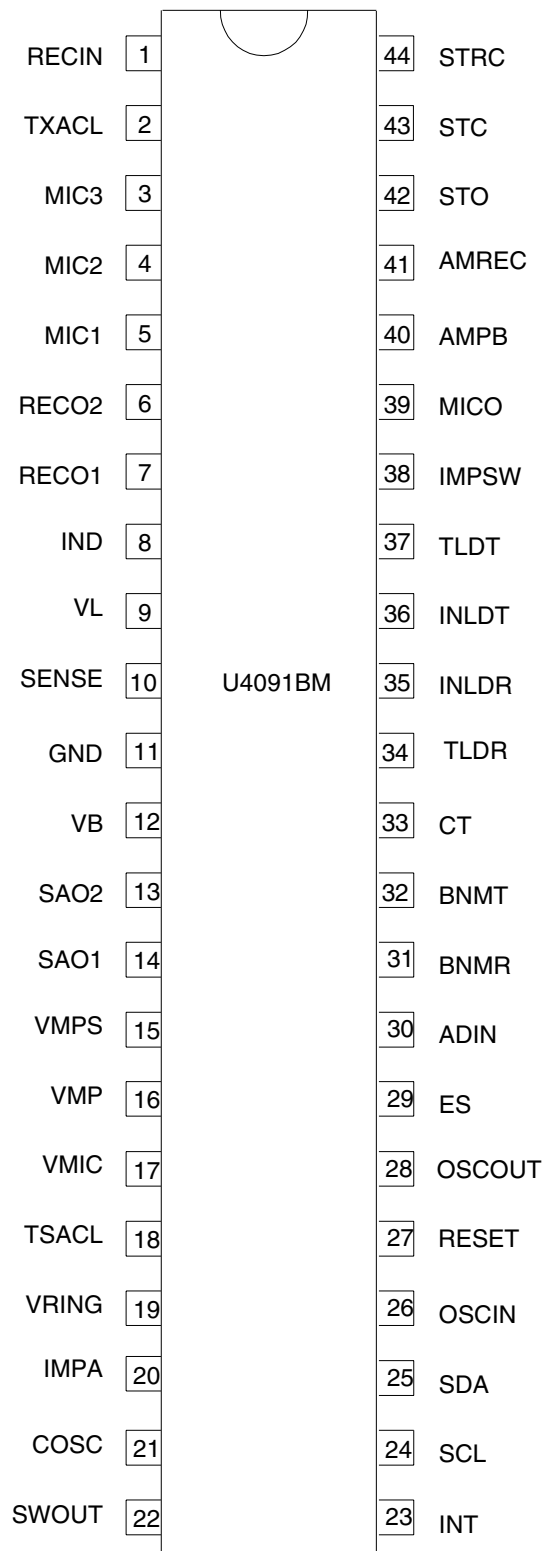 RECIN 1 44 STRC
TXACL 2 43 STC
MIC3 3 42 STO
MIC2 4 41 AMREC
MIC1 5 40 AMPB
RECO2 6 39 MICO
RECO1 7 38 IMPSW
IND 8 37 TLDT
VL 9 36 INLDT
SENSE 10 U4091BM 35 INLDR
GND 11 34 TLDR
VB 12 33 CT
SAO2 13 32 BNMT
SAO1 14 31 BNMR
VMPS 15 30 ADIN
VMP 16 29 ES
VMIC 17 28 OSCOUT
TSACL 18 27 RESET
VRING 19 26 OSCIN
IMPA 20 25 SDA
COSC 21 24 SCL
SWOUT 22 23 INT